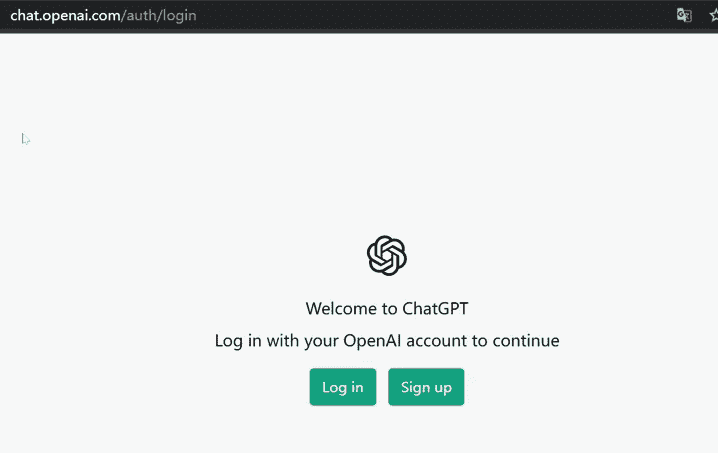 chat.openai.com/auth/login
Welcome to ChatGPT
Log in with your OpenAI account to continue
Log in
Sign up